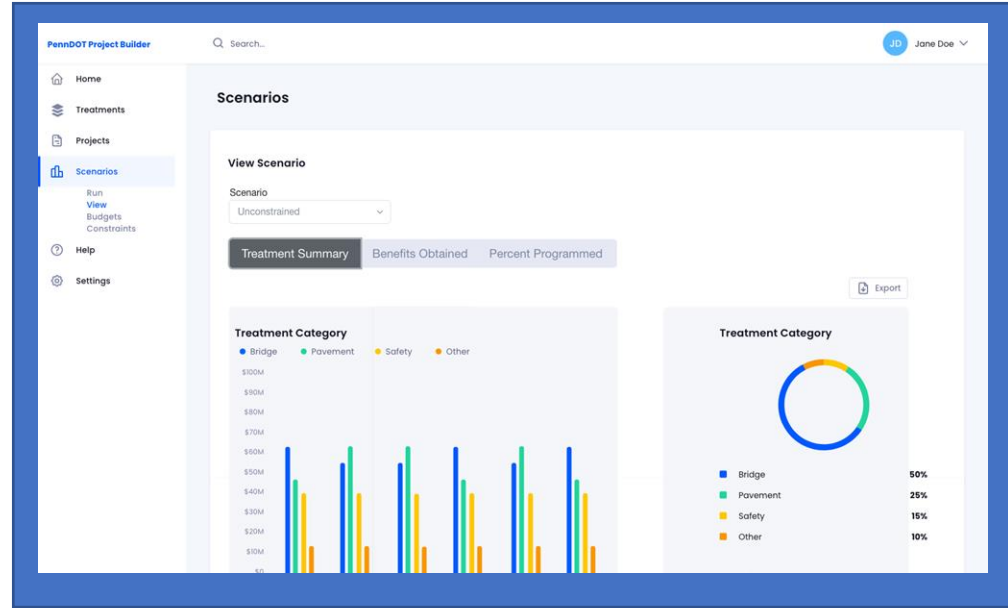 PennDOT Project Builder
Search...
JD Jane Doe
Home
Treatments
Projects
Scenarios
Run
View
Budgets
Constraints
Help
Settings
Scenarios
View Scenario
Scenario
Unconstrained
Treatment Summary Benefits Obtained Percent Programmed
Export
Treatment Category
Bridge Pavement Safety Other
$100M
$90M
$80M
$70M
$60M
$50M
$40M
$30M
$20M
$10M
$0
Treatment Category
Bridge 50%
Pavement 25%
Safety 15%
Other 10%